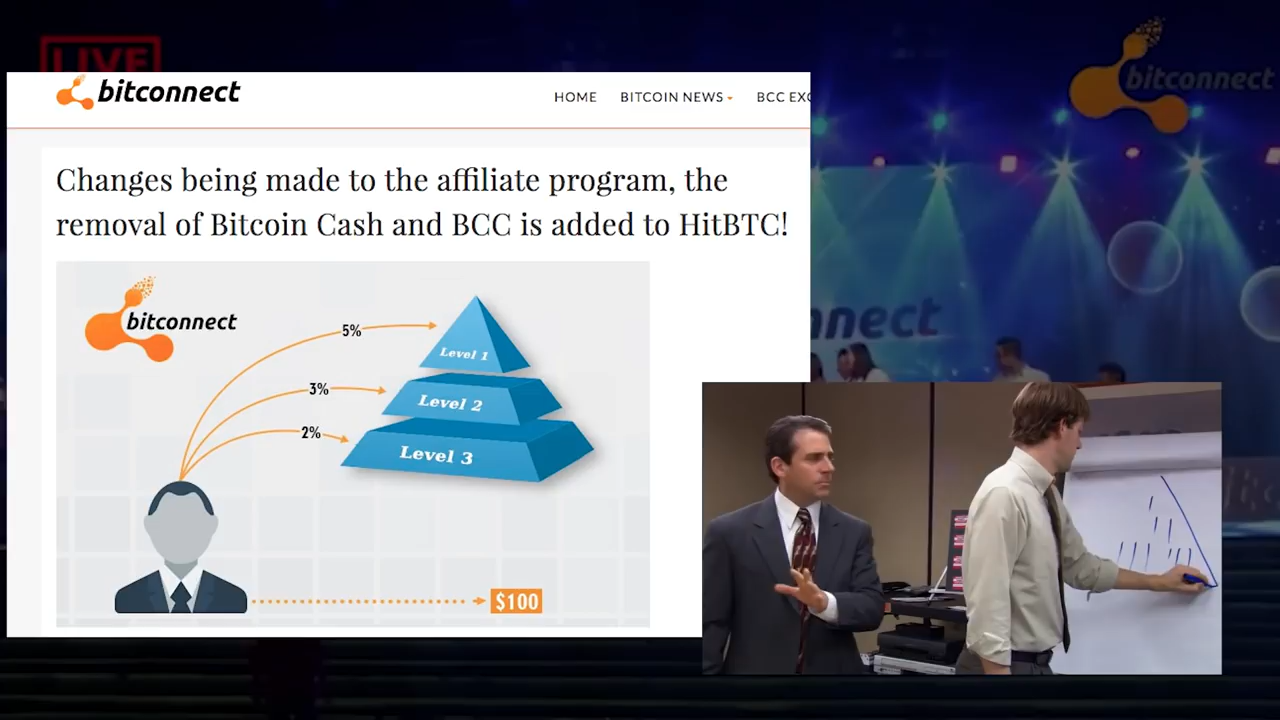 LIVE
bitconnect
bitconnect
HOME BITCOIN NEWS BCC EXC
Changes being made to the affiliate program, the
removal of Bitcoin Cash and BCC is added to HitBTC!
bitconnect
5%
Level 1
3%
Level 2
2%
Level 3
$100
nnect